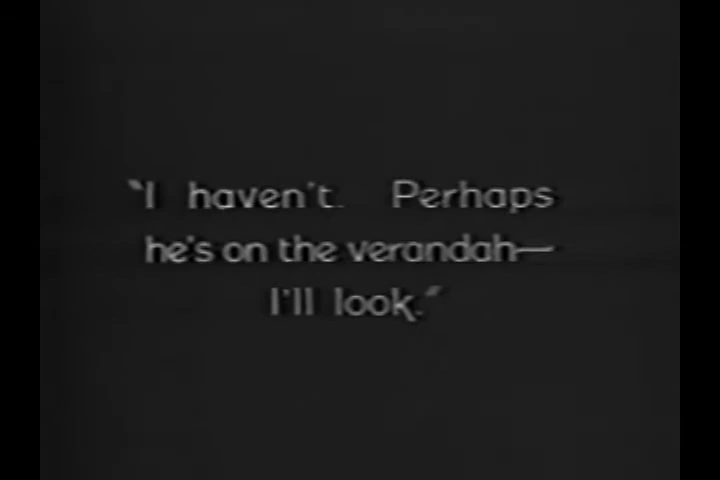 "I haven't. Perhaps
he's on the verandah—
I'll look."